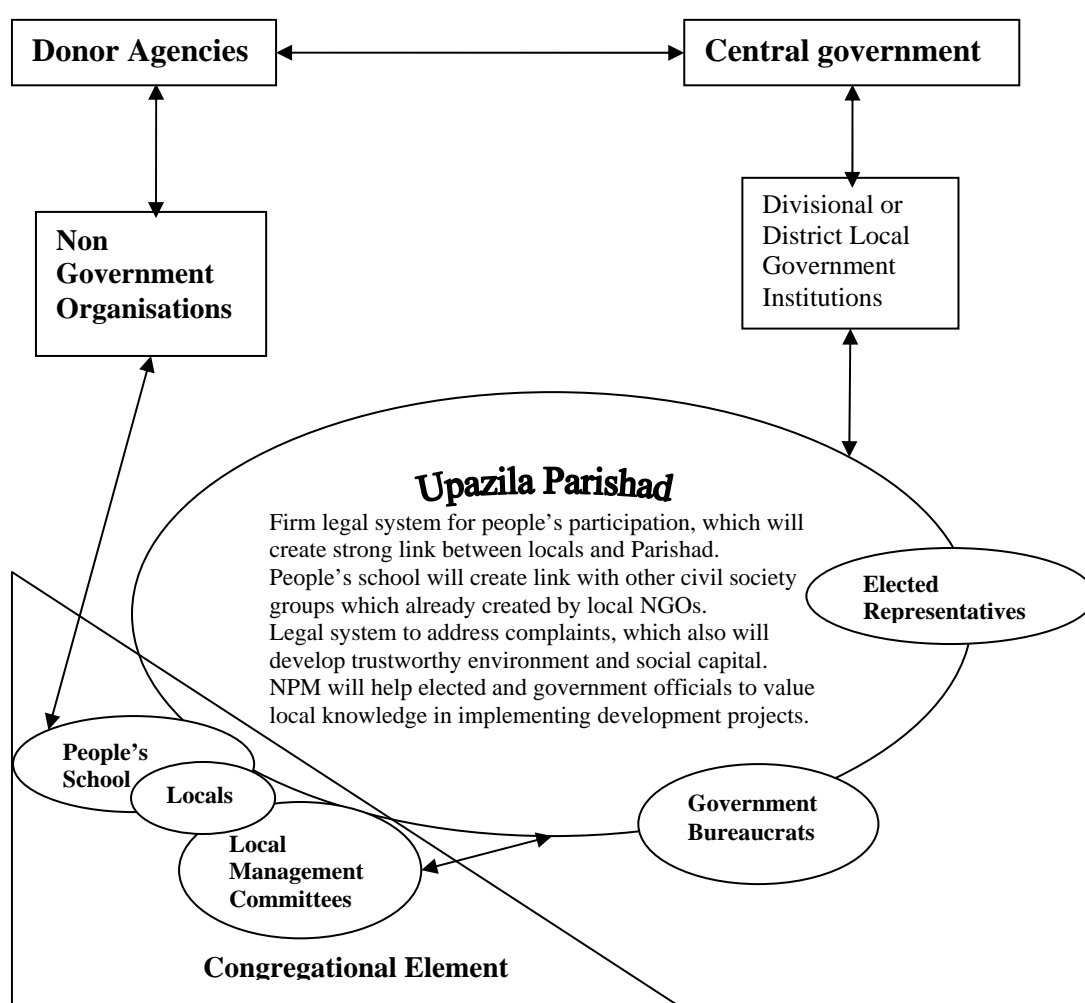 Donor Agencies
Central government
Non
Government
Organisations
Divisional or
District Local
Government
Institutions
Upazila Parishad
Firm legal system for people’s participation, which will
create strong link between locals and Parishad.
People’s school will create link with other civil society
groups which already created by local NGOs.
Legal system to address complaints, which also will
develop trustworthy environment and social capital.
NPM will help elected and government officials to value
local knowledge in implementing development projects.
Elected
Representatives
People’s
School
Locals
Local
Management
Committees
Government
Bureaucrats
Congregational Element